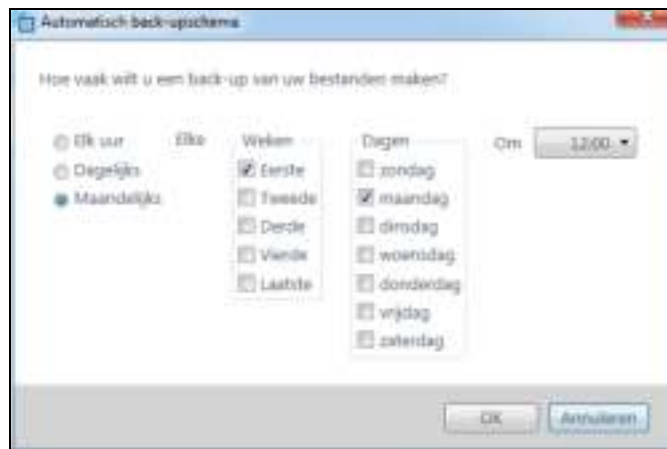 Automatisch back-upschema
Hoe vaak wilt u een back-up van uw bestanden maken?
Elk uur
Dagelijks
Maandelijks
Elke
Weken
Eerste
Tweede
Derde
Vierde
Laatste
Dagen
zondag
maandag
dinsdag
woensdag
donderdag
vrijdag
zaterdag
Om
12:00
OK
Annuleren